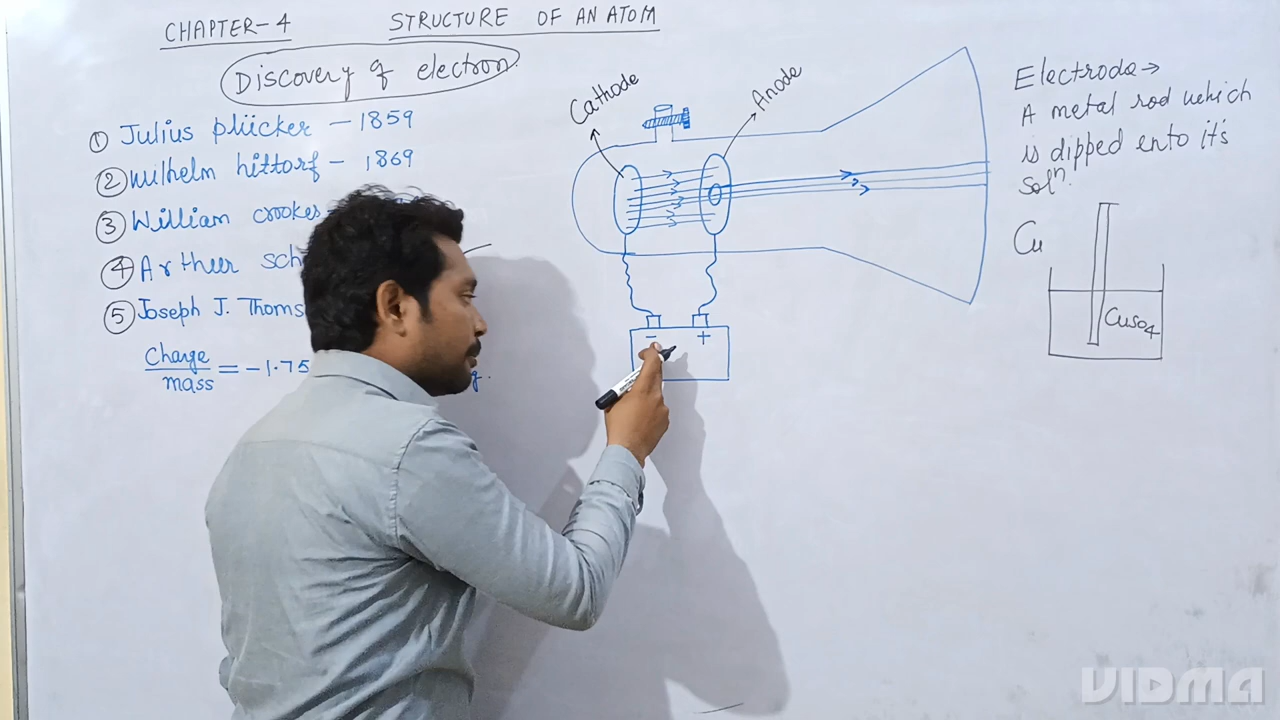 CHAPTER-4 STRUCTURE OF AN ATOM
Discovery of electron
① Julius plücker - 1859
② Wilhelm hittorf - 1869
③ William crookes
④ Artheer sch
⑤ Joseph J. Thoms
Charge
mass
= -1.75
g.
Cathode
Anode
- +
Electrode →
A metal rod which
is dipped ento it's
Solⁿ.
Cu
CuSO₄
VIDMA